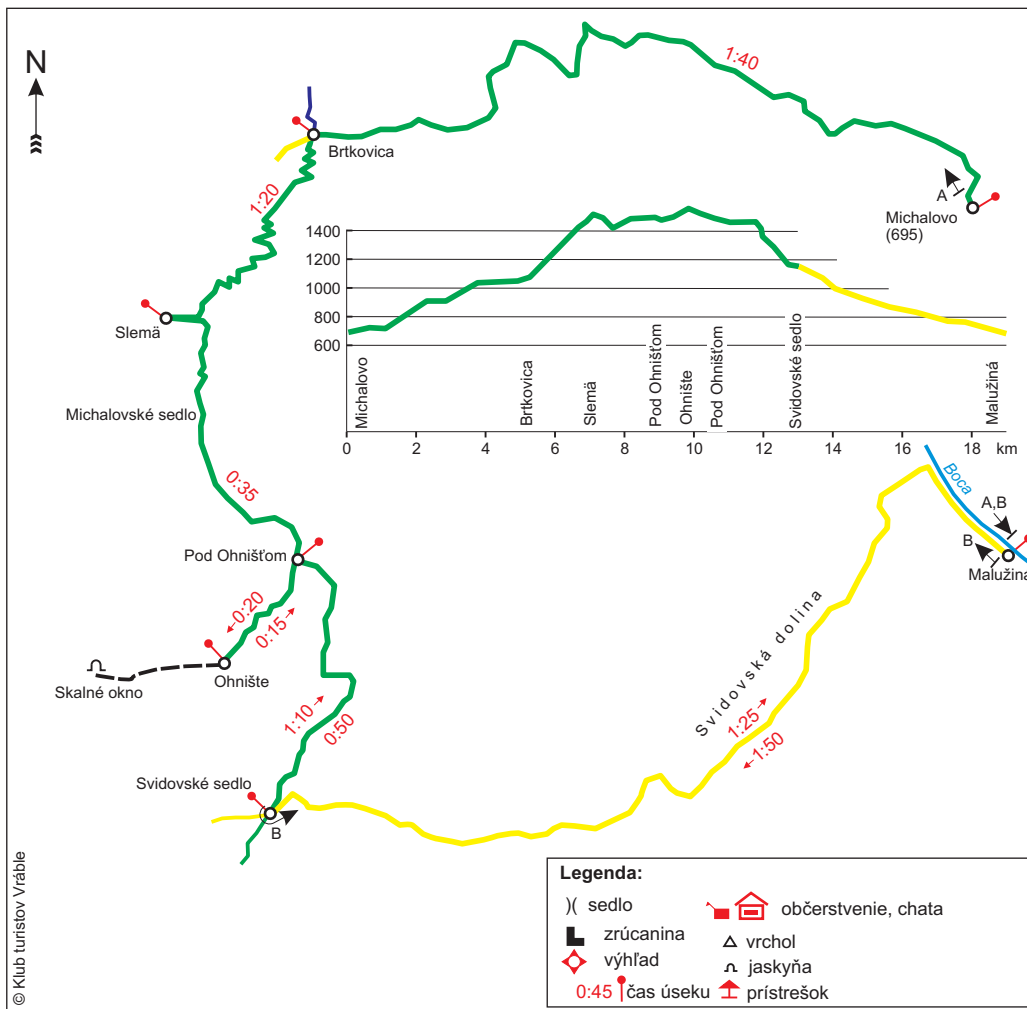 N
1:40
Brtkovica
A
Michalovo
(695)
1:20
1400
1200
1000
800
600
Michalovo
Brtkovica
Slemä
Pod Ohnišťom
Ohnište
Pod Ohnišťom
Svidovské sedlo
Malužiná
0 2 4 6 8 10 12 14 16 18 km
Slemä
Michalovské sedlo
0:35
Boca
A,B
B
Malužiná
Pod Ohnišťom
0:20
0:15
Ohnište
Skalné okno
Svidovská dolina
1:25
1:50
1:10
0:50
Svidovské sedlo
B
© Klub turistov Vráble
Legenda:
)( sedlo
občerstvenie, chata
zrúcanina
vrchol
výhľad
jaskyňa
0:45 čas úseku
prístrešok